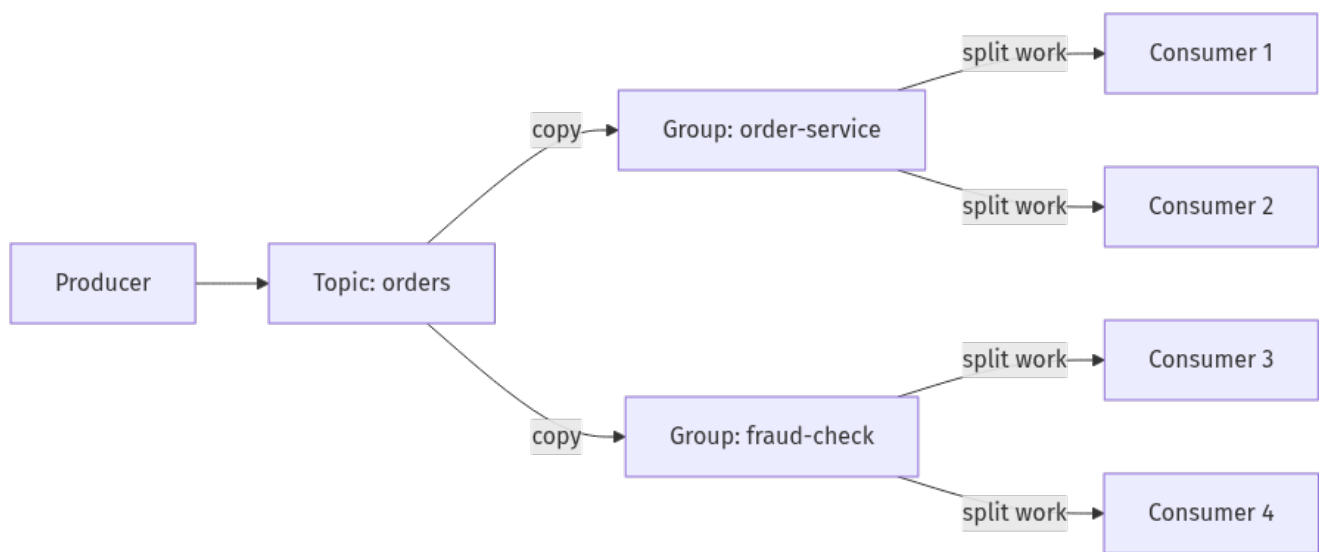 Producer
Topic: orders
copy
copy
Group: order-service
Group: fraud-check
split work
split work
split work
split work
Consumer 1
Consumer 2
Consumer 3
Consumer 4